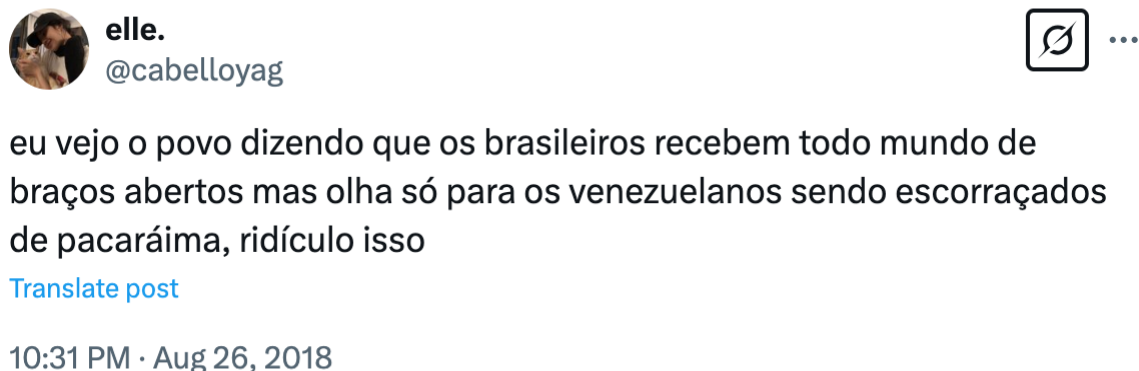 elle.
@cabelloyag
eu vejo o povo dizendo que os brasileiros recebem todo mundo de
braços abertos mas olha só para os venezuelanos sendo escorraçados
de pacaráima, ridículo isso
Translate post
10:31 PM · Aug 26, 2018